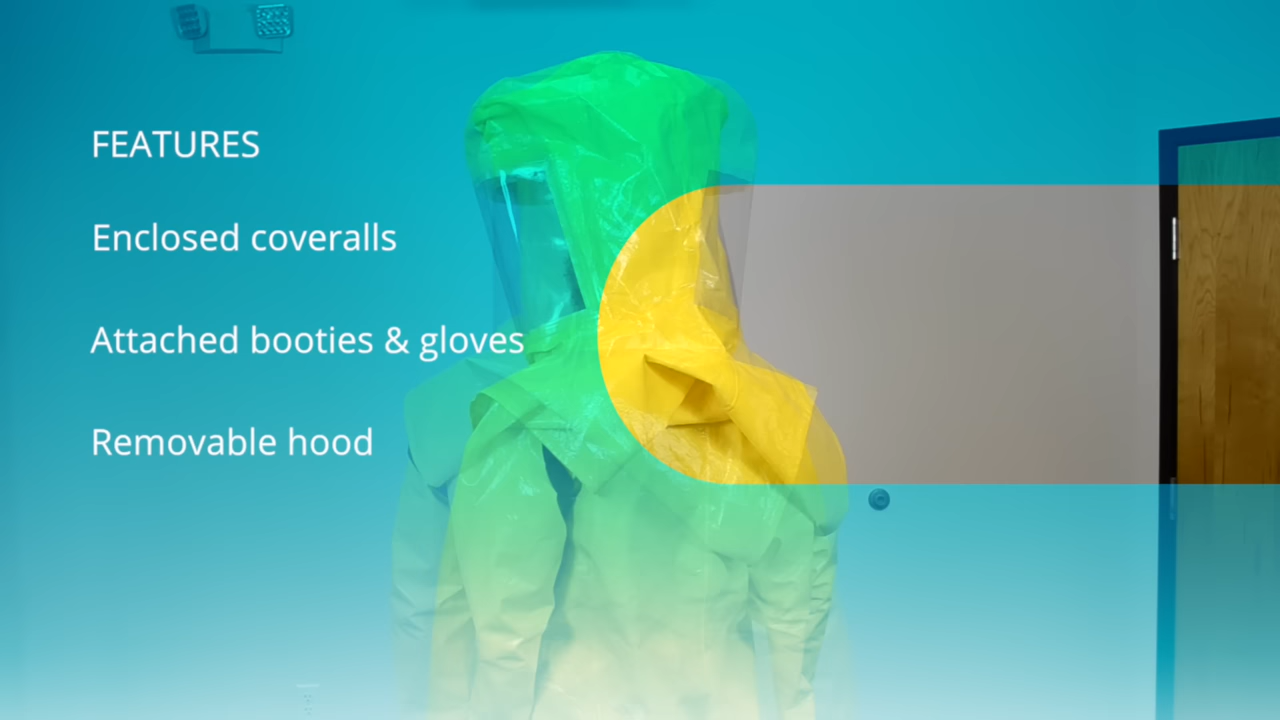 FEATURES
Enclosed coveralls
Attached booties & gloves
Removable hood